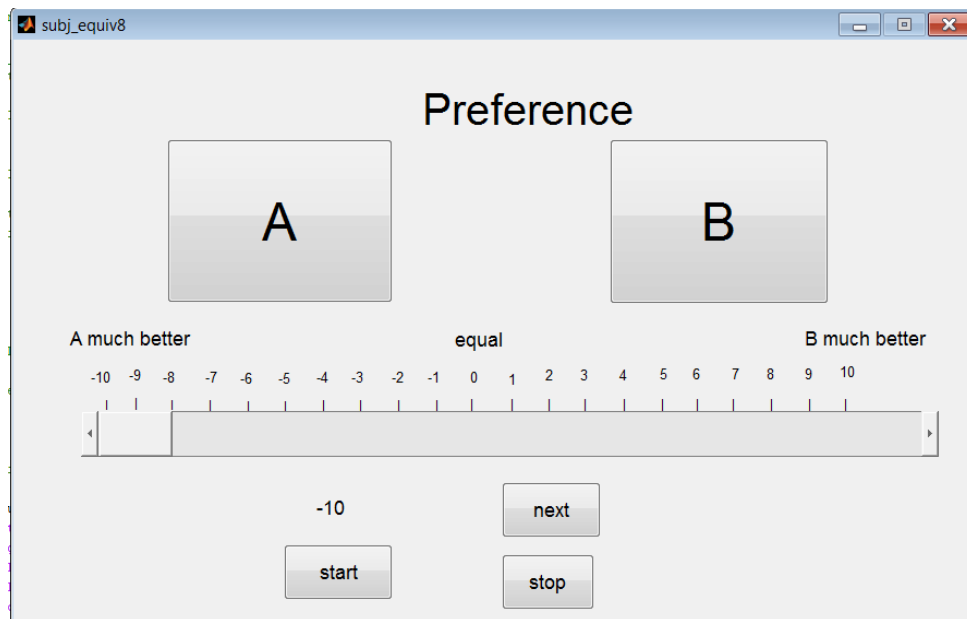 subj_equiv8
Preference
A B
A much better equal B much better
-10 -9 -8 -7 -6 -5 -4 -3 -2 -1 0 1 2 3 4 5 6 7 8 9 10
-10 next
start stop